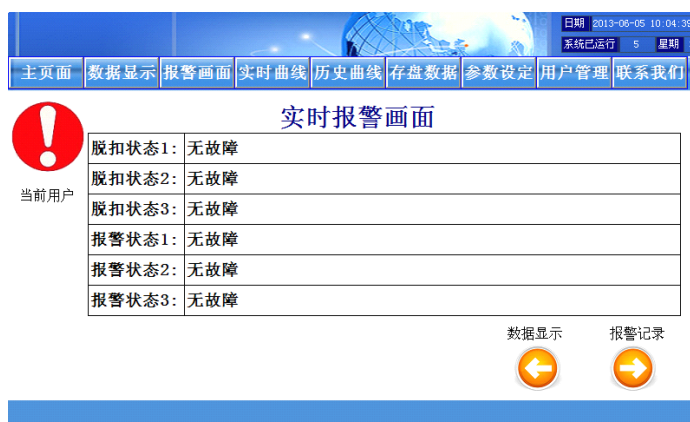 日期 2013-06-05 10:04:39
系统已运行 5 星期
主页面 数据显示 报警画面 实时曲线 历史曲线 存盘数据 参数设定 用户管理 联系我们
实时报警画面
当前用户
脱扣状态1: 无故障
脱扣状态2: 无故障
脱扣状态3: 无故障
报警状态1: 无故障
报警状态2: 无故障
报警状态3: 无故障
数据显示 报警记录